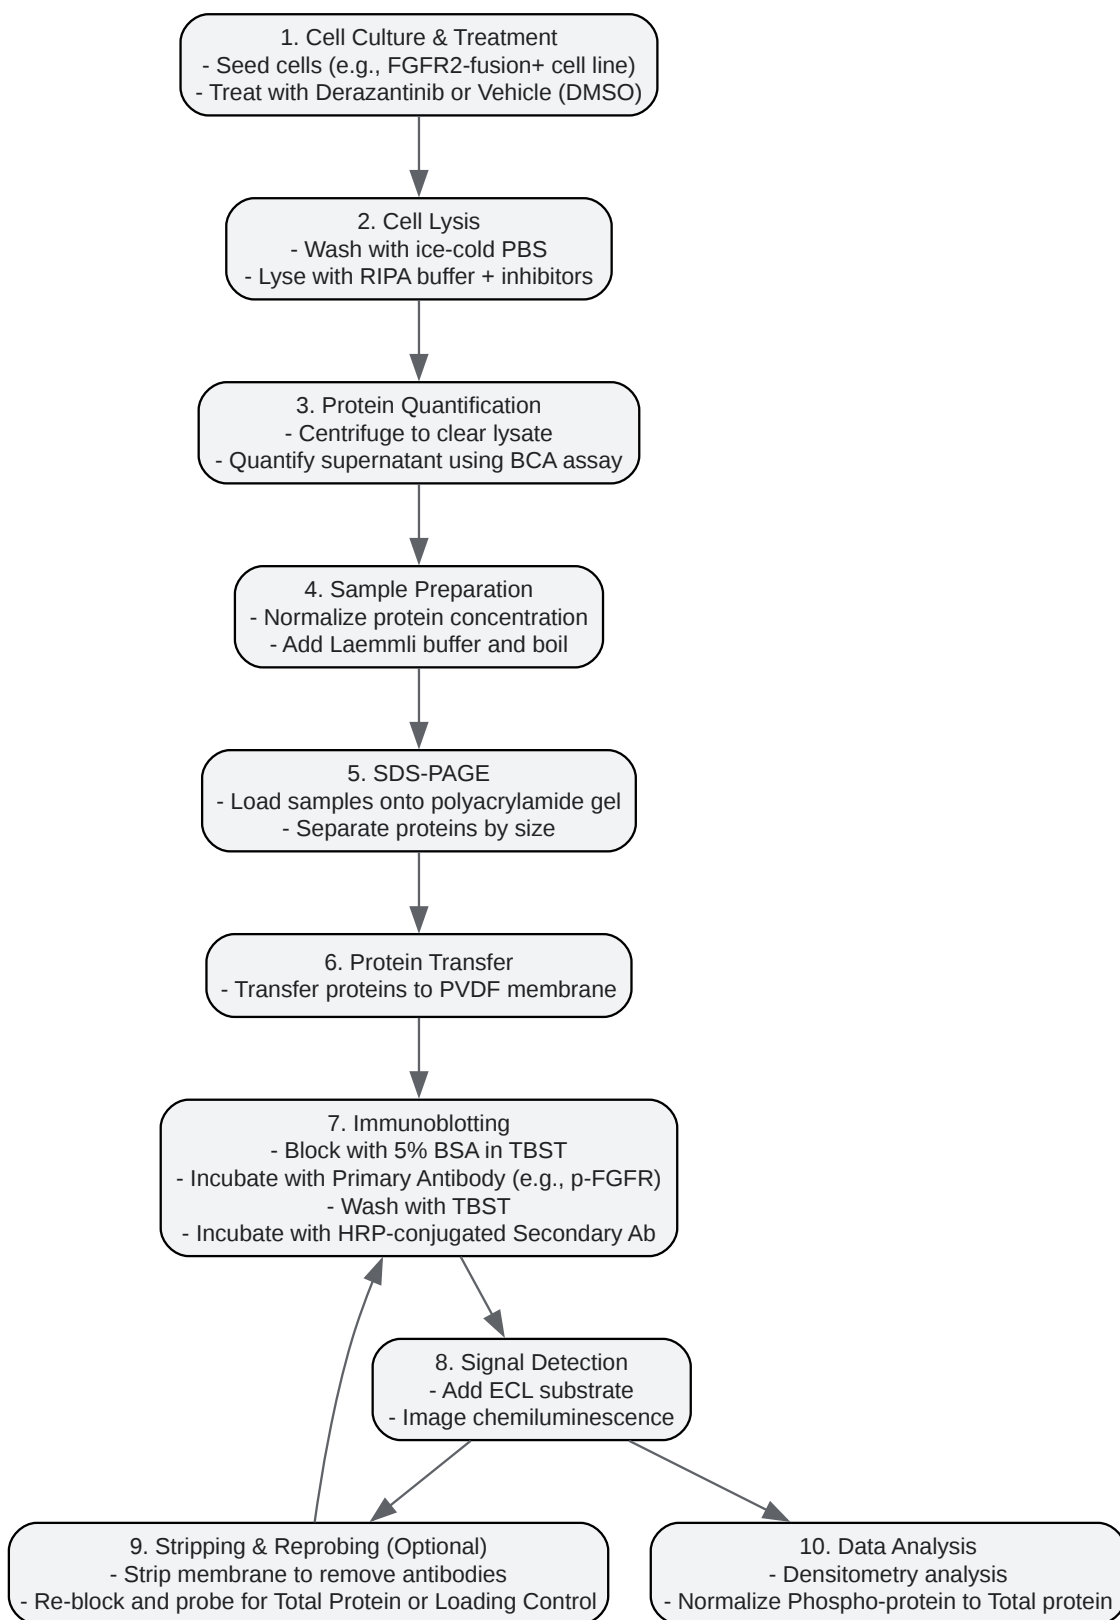 1. Cell Culture & Treatment
- Seed cells (e.g., FGFR2-fusion+ cell line)
- Treat with Derazantinib or Vehicle (DMSO)
2. Cell Lysis
- Wash with ice-cold PBS
- Lyse with RIPA buffer + inhibitors
3. Protein Quantification
- Centrifuge to clear lysate
- Quantify supernatant using BCA assay
4. Sample Preparation
- Normalize protein concentration
- Add Laemmli buffer and boil
5. SDS-PAGE
- Load samples onto polyacrylamide gel
- Separate proteins by size
6. Protein Transfer
- Transfer proteins to PVDF membrane
7. Immunoblotting
- Block with 5% BSA in TBST
- Incubate with Primary Antibody (e.g., p-FGFR)
- Wash with TBST
- Incubate with HRP-conjugated Secondary Ab
8. Signal Detection
- Add ECL substrate
- Image chemiluminescence
9. Stripping & Reprobing (Optional)
- Strip membrane to remove antibodies
- Re-block and probe for Total Protein or Loading Control
10. Data Analysis
- Densitometry analysis
- Normalize Phospho-protein to Total protein